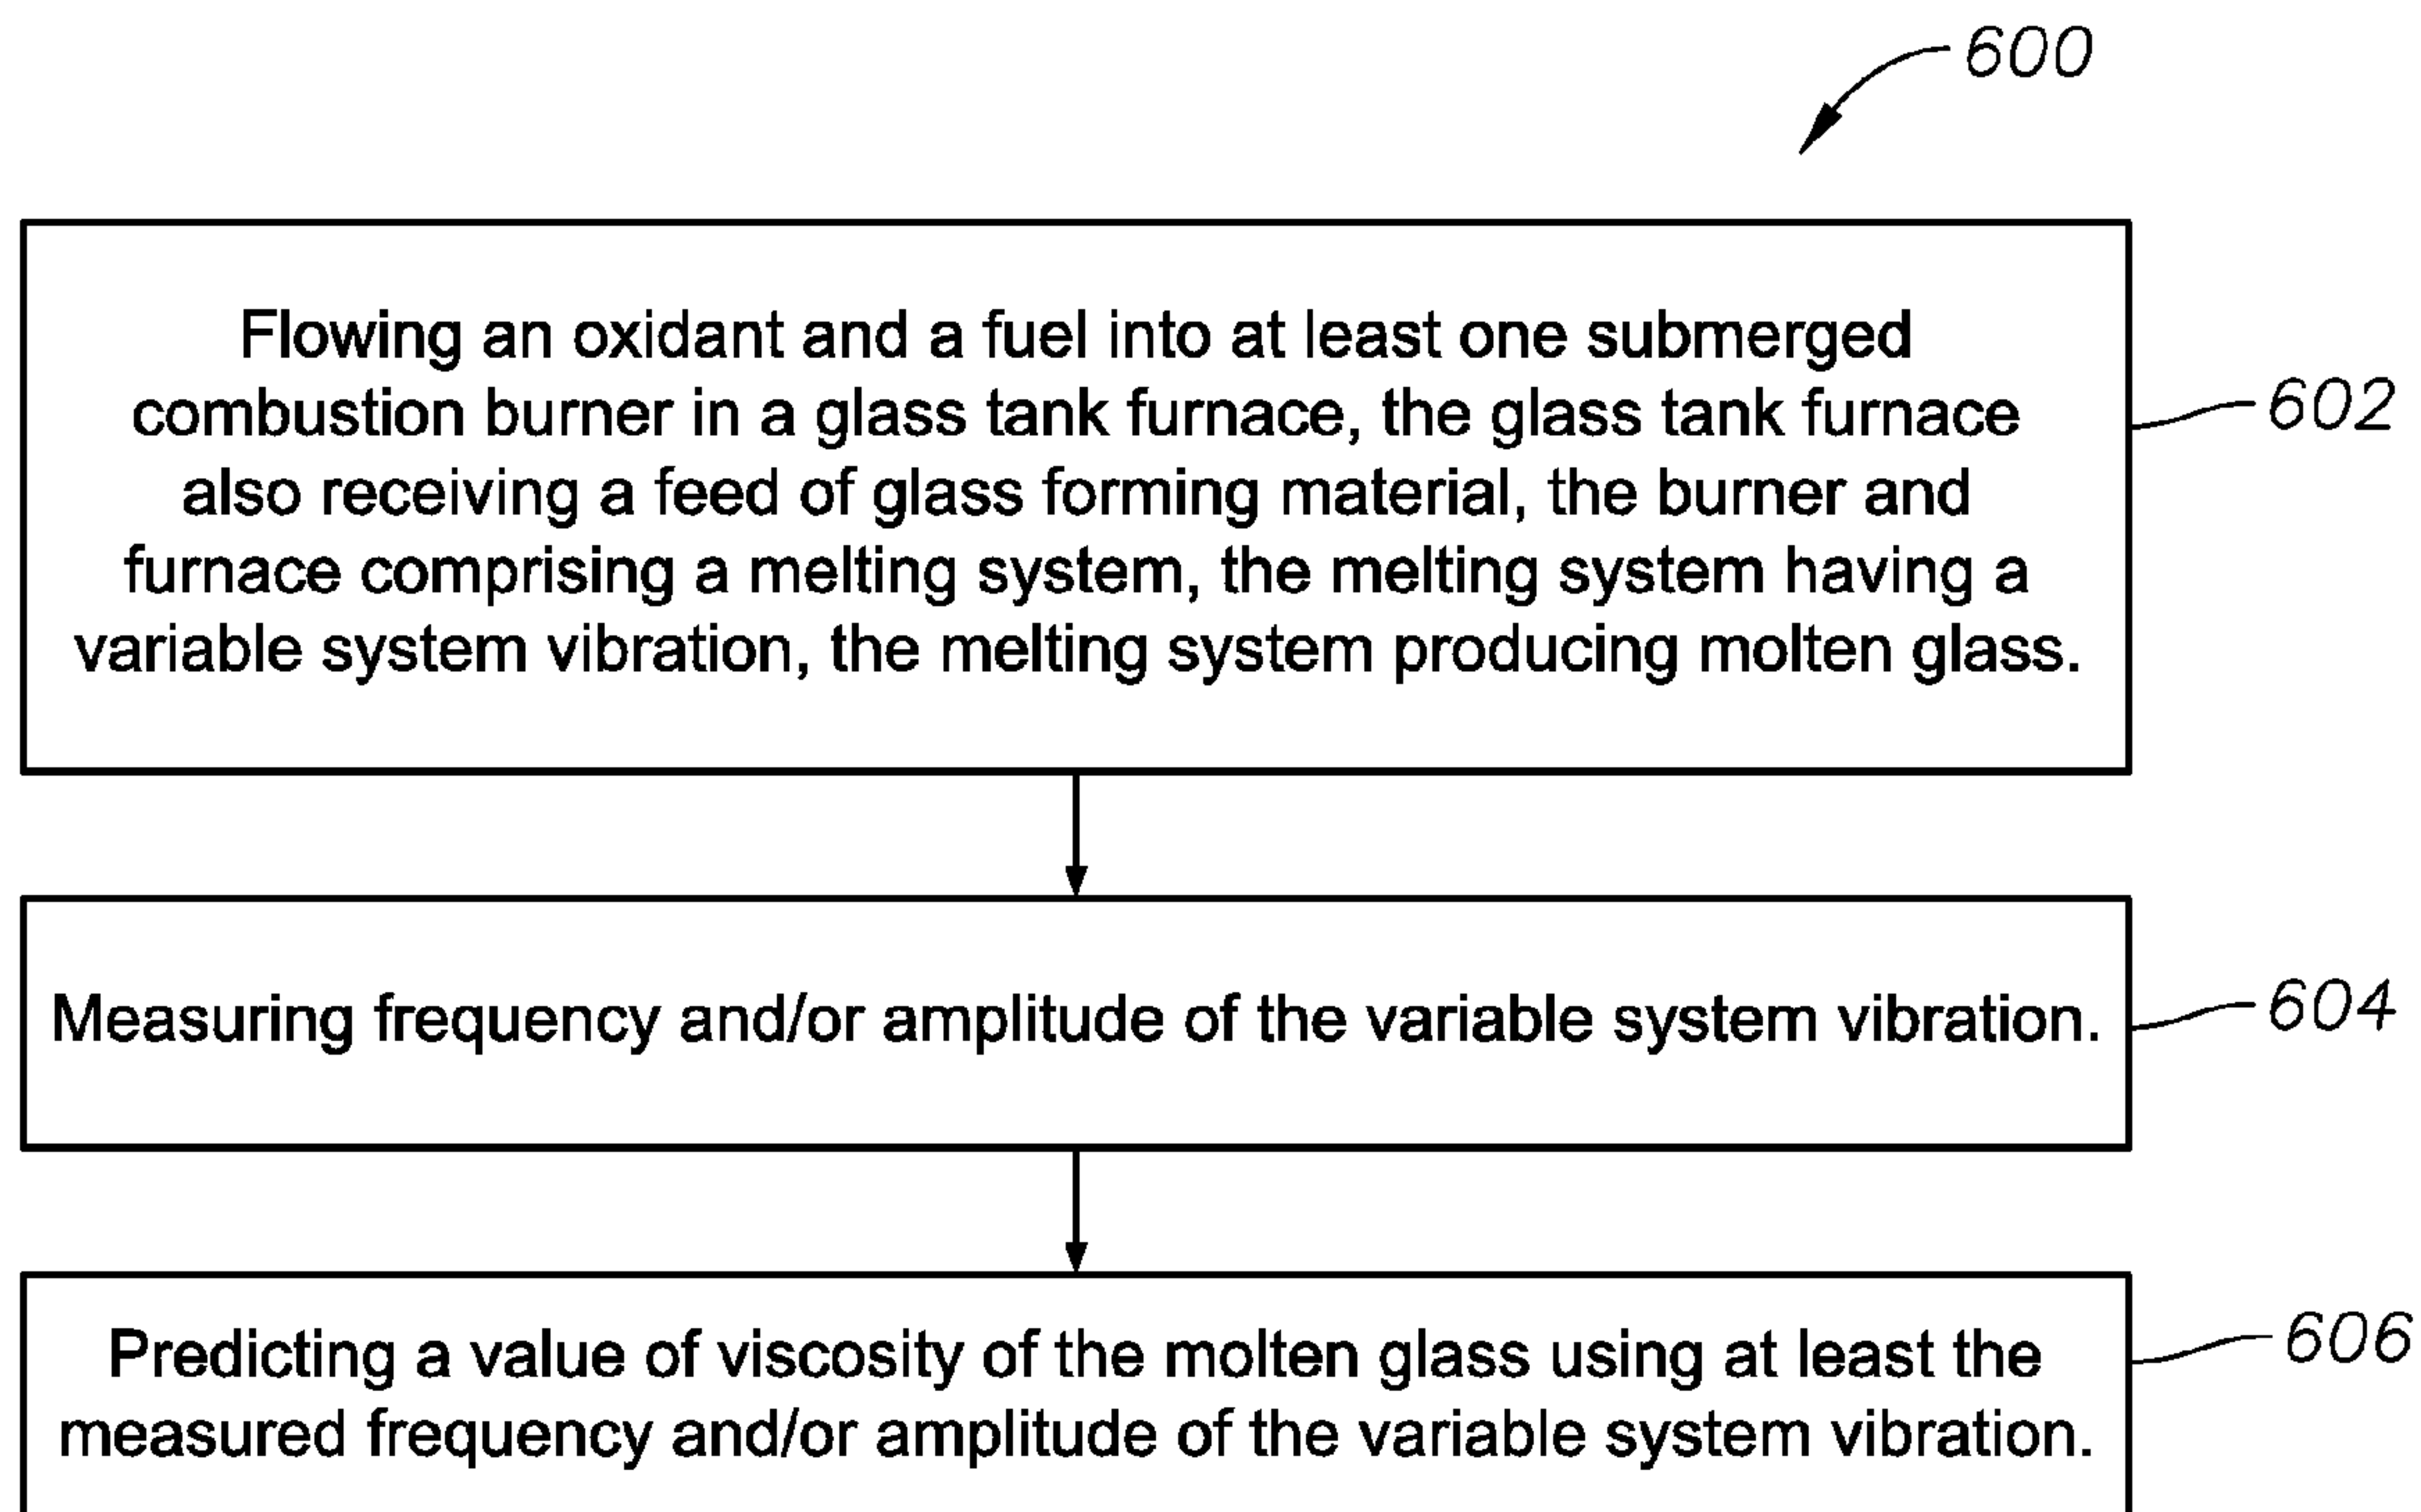 600
Flowing an oxidant and a fuel into at least one submerged
combustion burner in a glass tank furnace, the glass tank furnace
also receiving a feed of glass forming material, the burner and
furnace comprising a melting system, the melting system having a
variable system vibration, the melting system producing molten glass.
602
Measuring frequency and/or amplitude of the variable system vibration.
604
Predicting a value of viscosity of the molten glass using at least the
measured frequency and/or amplitude of the variable system vibration.
606